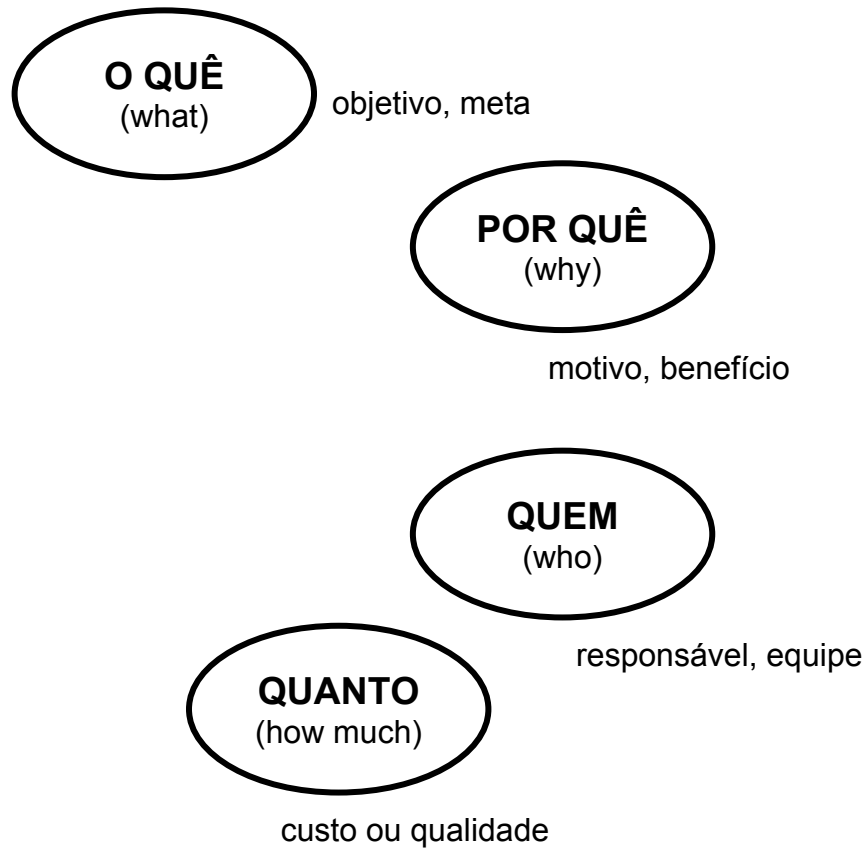 O QUÊ
(what)
objetivo, meta
POR QUÊ
(why)
motivo, benefício
QUEM
(who)
responsável, equipe
QUANTO
(how much)
custo ou qualidade